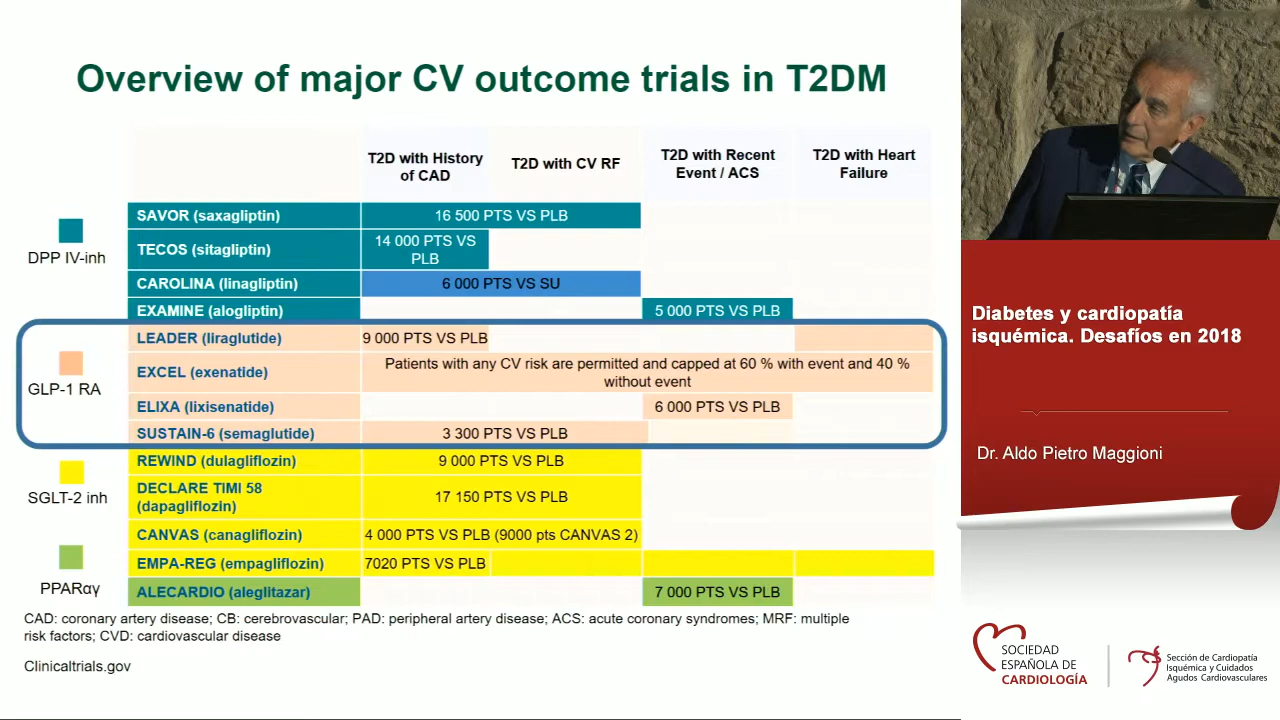 Overview of major CV outcome trials in T2DM
T2D with History
of CAD
T2D with CV RF
T2D with Recent
Event / ACS
T2D with Heart
Failure
DPP IV-inh
SAVOR (saxagliptin)
16 500 PTS VS PLB
TECOS (sitagliptin)
14 000 PTS VS
PLB
CAROLINA (linagliptin)
6 000 PTS VS SU
EXAMINE (alogliptin)
5 000 PTS VS PLB
GLP-1 RA
LEADER (liraglutide)
9 000 PTS VS PLB
EXCEL (exenatide)
Patients with any CV risk are permitted and capped at 60 % with event and 40 %
without event
ELIXA (lixisenatide)
6 000 PTS VS PLB
SUSTAIN-6 (semaglutide)
3 300 PTS VS PLB
SGLT-2 inh
REWIND (dulagliflozin)
9 000 PTS VS PLB
DECLARE TIMI 58
(dapagliflozin)
17 150 PTS VS PLB
CANVAS (canagliflozin)
4 000 PTS VS PLB (9000 pts CANVAS 2)
EMPA-REG (empagliflozin)
7020 PTS VS PLB
PPARαγ
ALECARDIO (aleglitazar)
7 000 PTS VS PLB
CAD: coronary artery disease; CB: cerebrovascular; PAD: peripheral artery disease; ACS: acute coronary syndromes; MRF: multiple
risk factors; CVD: cardiovascular disease
Clinicaltrials.gov
Diabetes y cardiopatía
isquémica. Desafíos en 2018
Dr. Aldo Pietro Maggioni
SOCIEDAD
ESPAÑOLA DE
CARDIOLOGÍA
Sección de Cardiopatía
Isquémica y Cuidados
Agudos Cardiovasculares